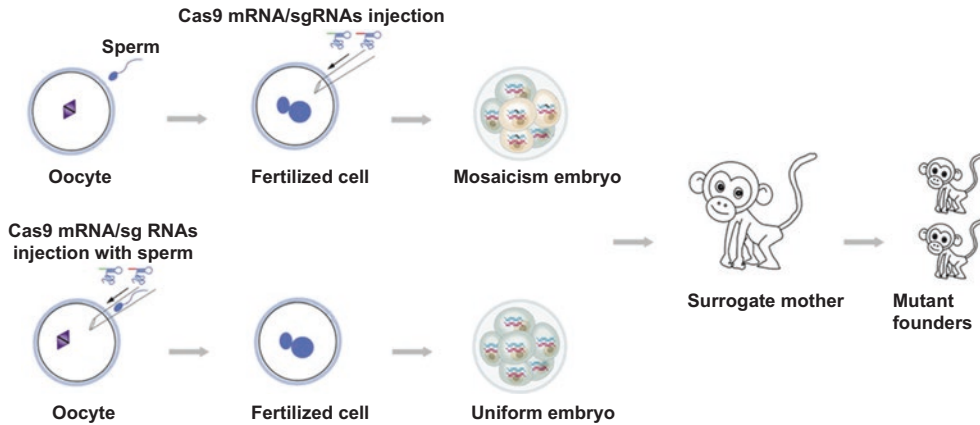 Cas9 mRNA/sgRNAs injection
Sperm
Oocyte
Fertilized cell
Mosaicism embryo
Cas9 mRNA/sg RNAs
injection with sperm
Surrogate mother
Mutant
founders
Oocyte
Fertilized cell
Uniform embryo